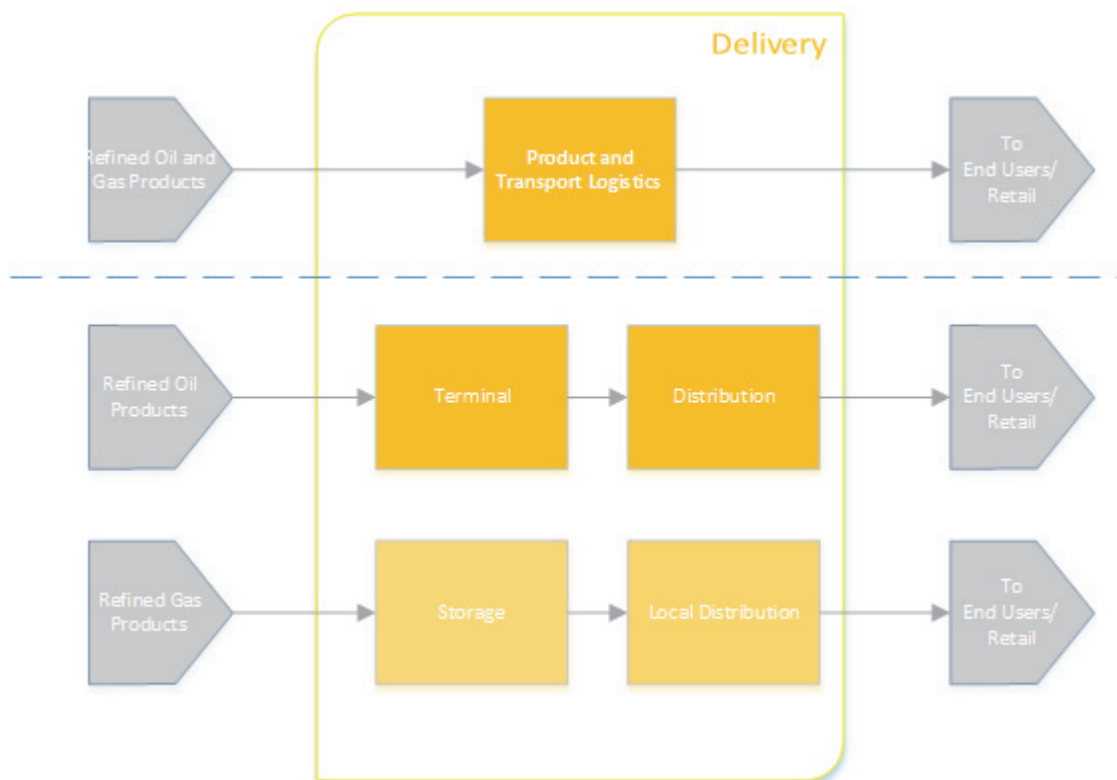 Delivery
Refined Oil and
Gas Products
Product and
Transport Logistics
To
End Users/
Retail
Refined Oil
Products
Terminal
Distribution
To
End Users/
Retail
Refined Gas
Products
Storage
Local Distribution
To
End Users/
Retail